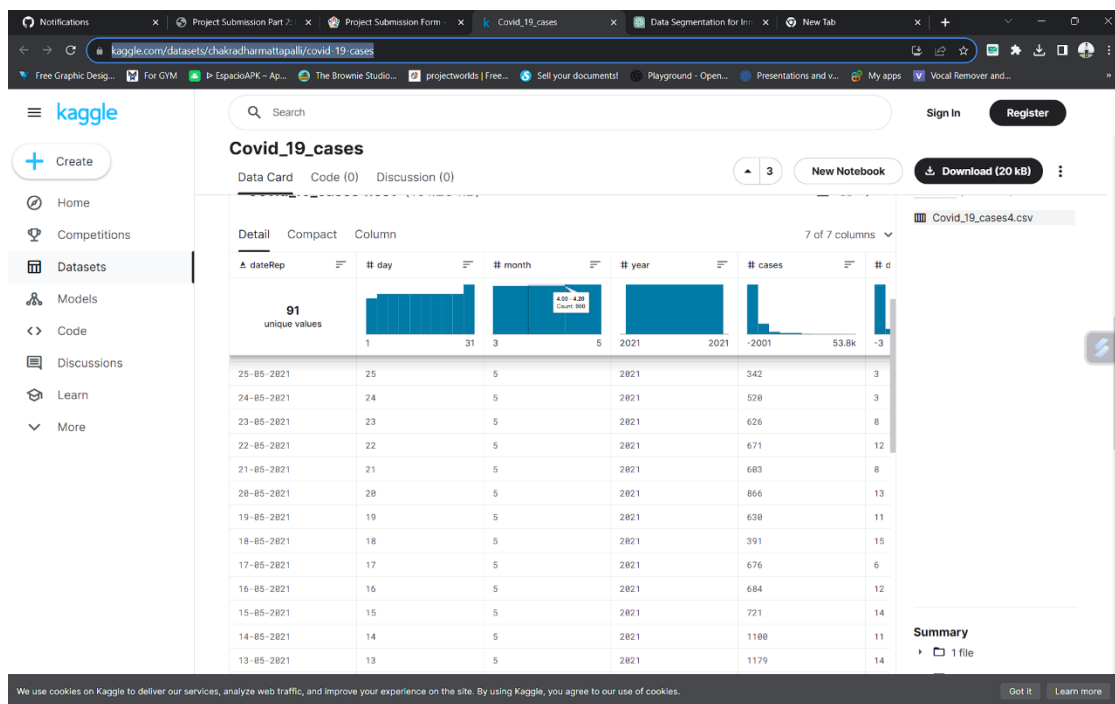 Notifications
Project Submission Part 2:
Project Submission Form -
Covid_19_cases
Data Segmentation for Inn
New Tab
kaggle.com/datasets/chakradharmattapalli/covid-19-cases
Free Graphic Desig...
For GYM
EspacioAPK – Ap...
The Brownie Studio...
projectworlds | Free...
Sell your documents!
Playground - Open...
Presentations and v...
My apps
Vocal Remover and...
kaggle
Search
Sign In
Register
Create
Covid_19_cases
Data Card
Code (0)
Discussion (0)
3
New Notebook
Download (20 kB)
Home
Competitions
Datasets
Models
Code
Discussions
Learn
More
Covid_19_cases4.csv
Detail
Compact
Column
7 of 7 columns
dateRep
# day
# month
# year
# cases
# d
91
unique values
4.00 - 4.20
Count: 900
1 31
3 5
2021 2021
-2001 53.8k
-3
25-05-2021 25 5 2021 342 3
24-05-2021 24 5 2021 520 3
23-05-2021 23 5 2021 626 8
22-05-2021 22 5 2021 671 12
21-05-2021 21 5 2021 603 8
20-05-2021 20 5 2021 866 13
19-05-2021 19 5 2021 630 11
18-05-2021 18 5 2021 391 15
17-05-2021 17 5 2021 676 6
16-05-2021 16 5 2021 684 12
15-05-2021 15 5 2021 721 14
14-05-2021 14 5 2021 1100 11
13-05-2021 13 5 2021 1179 14
Summary
1 file
We use cookies on Kaggle to deliver our services, analyze web traffic, and improve your experience on the site. By using Kaggle, you agree to our use of cookies.
Got it
Learn more